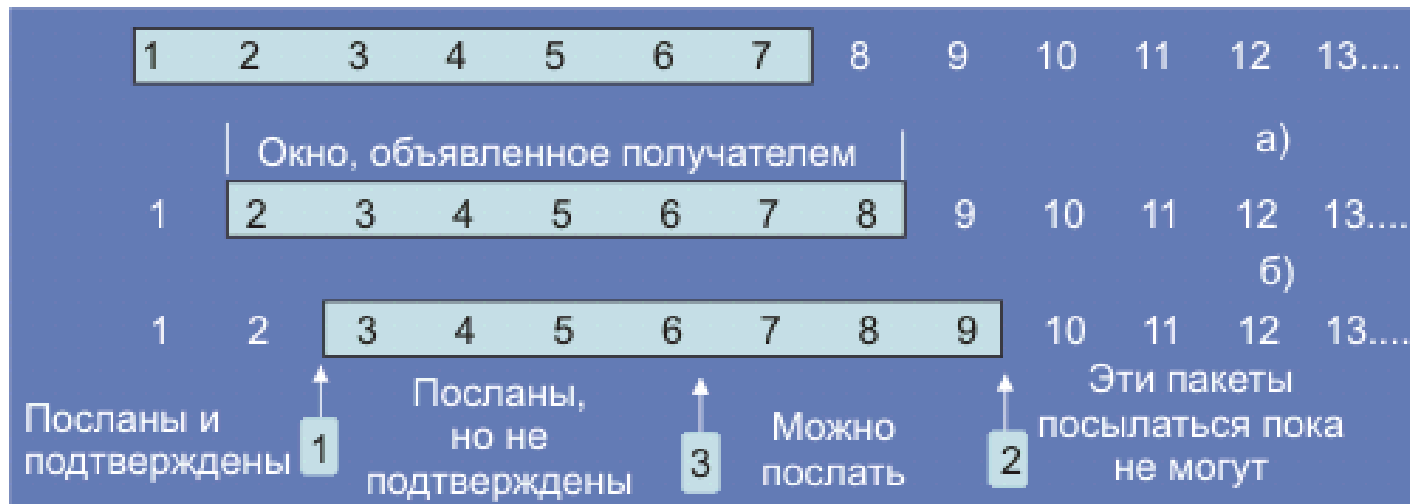 1 2 3 4 5 6 7 8 9 10 11 12 13....
Окно, объявленное получателем
а)
1 2 3 4 5 6 7 8 9 10 11 12 13....
б)
1 2 3 4 5 6 7 8 9 10 11 12 13....
Посланы и
подтверждены
1
Посланы,
но не
подтверждены
3
Можно
послать
2
Эти пакеты
посылаться пока
не могут